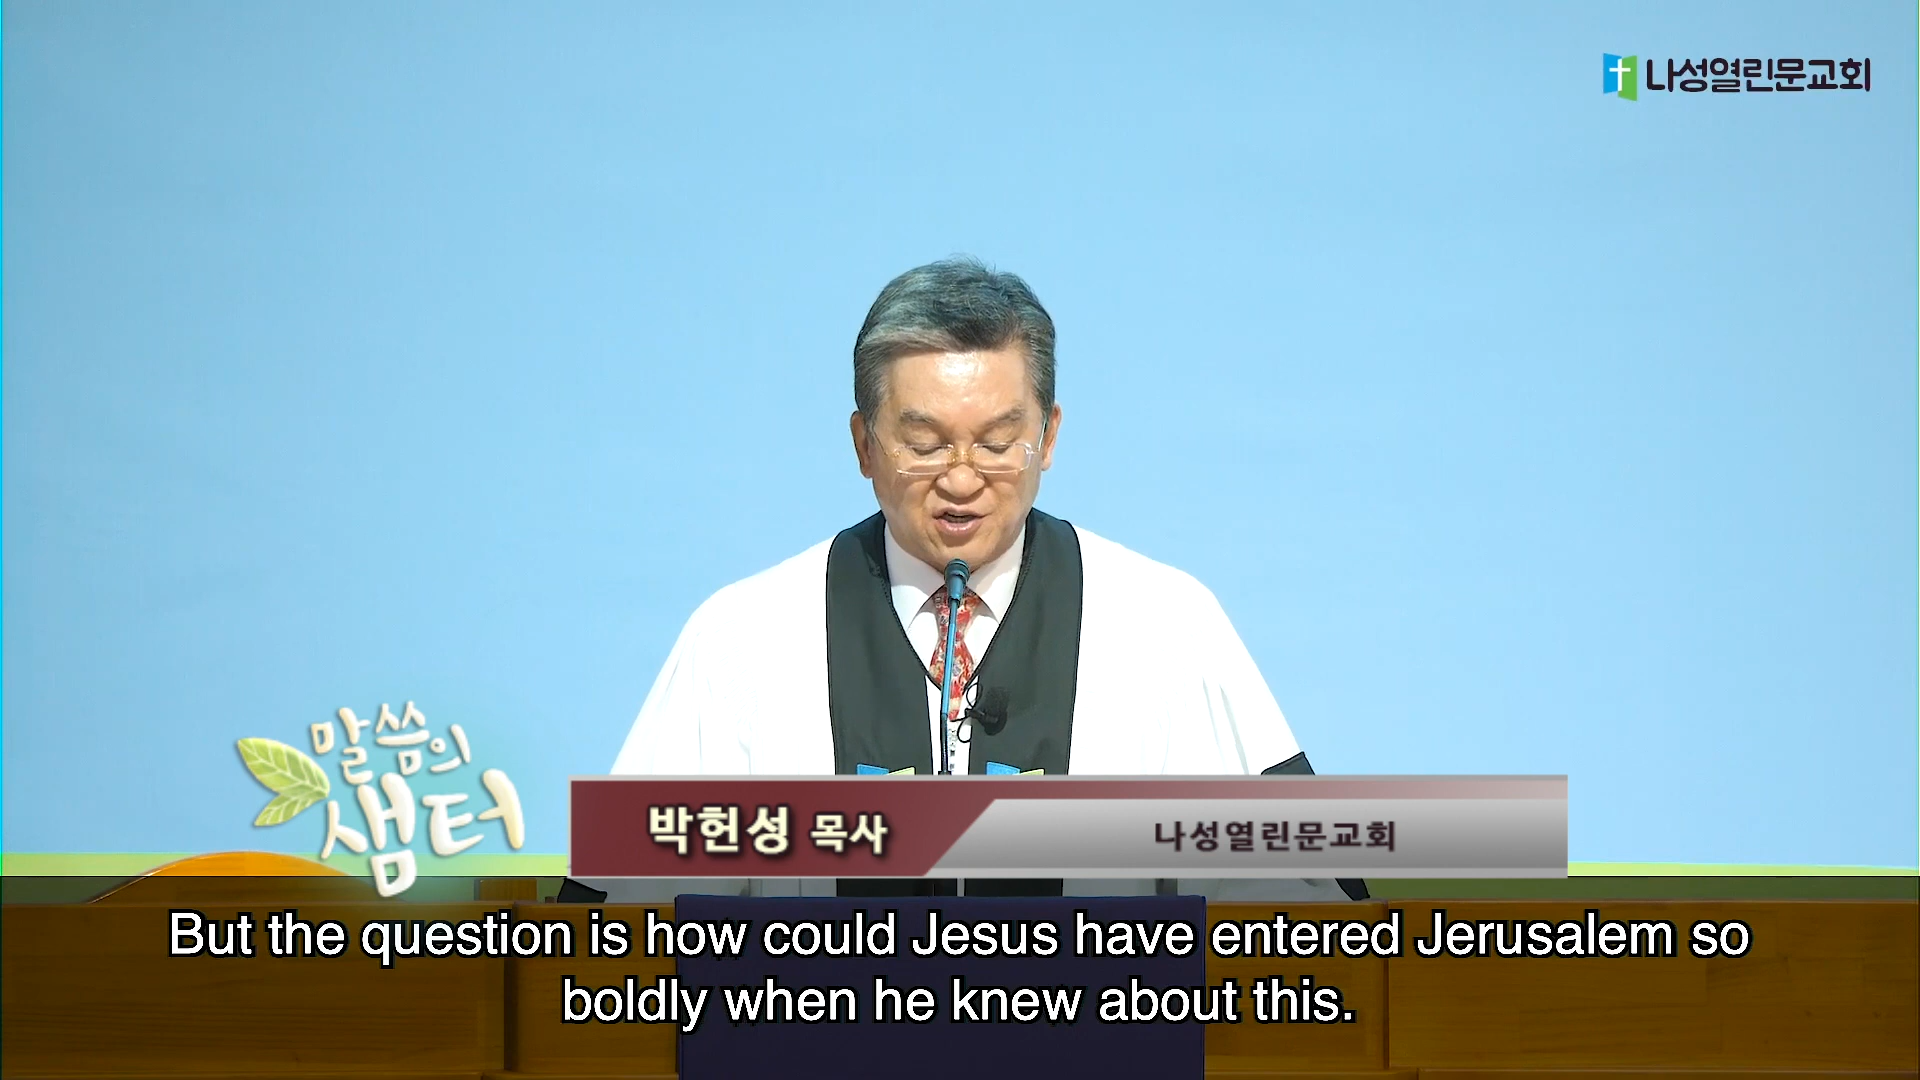 나성열린문교회
말씀의
샘터
박헌성 목사
나성열린문교회
But the question is how could Jesus have entered Jerusalem so
boldly when he knew about this.